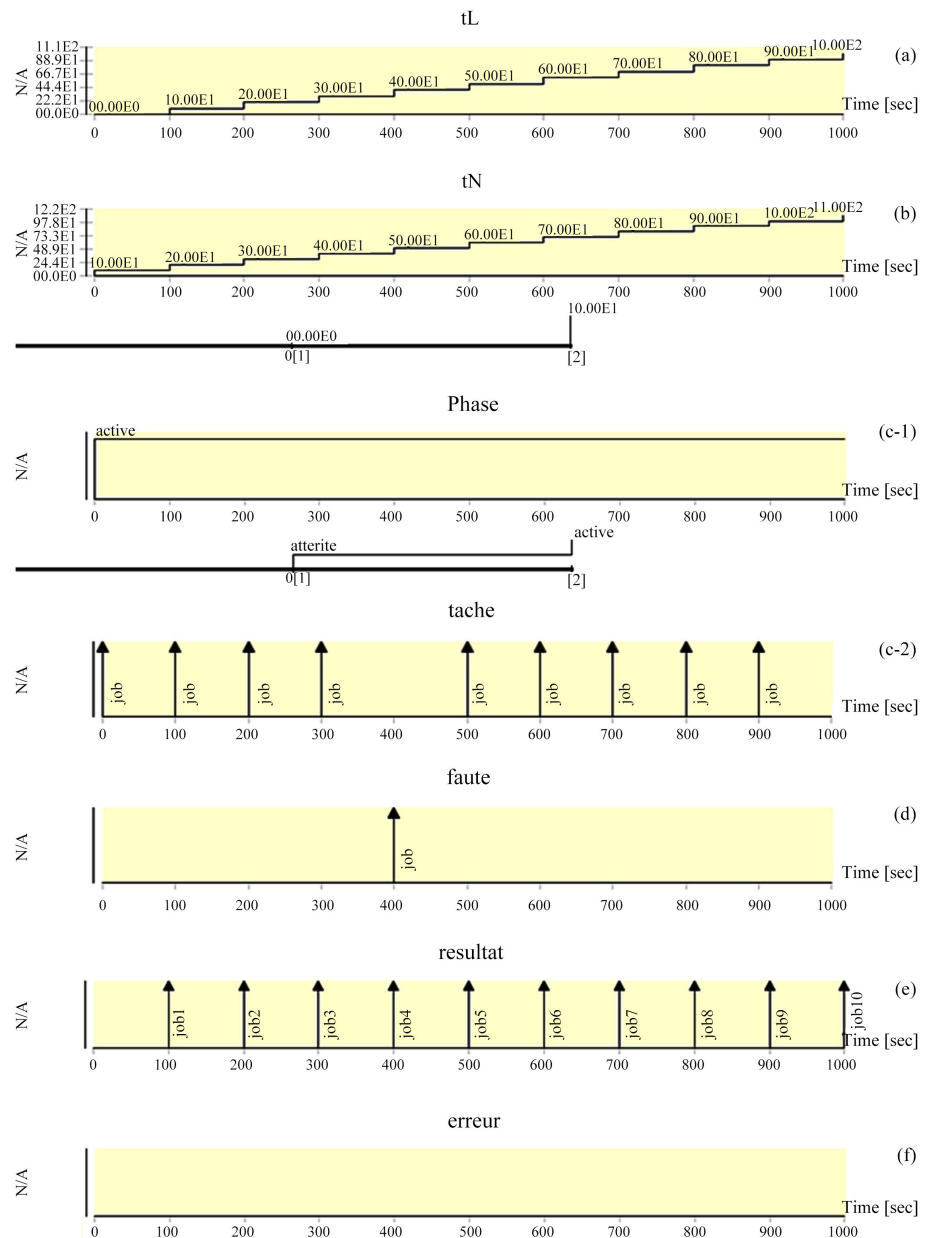 tL
(a)
N/A
11.1E2
88.9E1
66.7E1
44.4E1
22.2E1
00.0E0
00.00E0 10.00E1 20.00E1 30.00E1 40.00E1 50.00E1 60.00E1 70.00E1 80.00E1 90.00E1 10.00E2
Time [sec]
0 100 200 300 400 500 600 700 800 900 1000
tN
(b)
N/A
12.2E2
97.8E1
73.3E1
48.9E1
24.4E1
00.0E0
10.00E1 20.00E1 30.00E1 40.00E1 50.00E1 60.00E1 70.00E1 80.00E1 90.00E1 10.00E2 11.00E2
Time [sec]
0 100 200 300 400 500 600 700 800 900 1000
00.00E0 10.00E1
0[1] [2]
Phase
(c-1)
N/A
active
Time [sec]
0 100 200 300 400 500 600 700 800 900 1000
atterite active
0[1] [2]
tache
(c-2)
N/A
job job job job job job job job job
Time [sec]
0 100 200 300 400 500 600 700 800 900 1000
faute
(d)
N/A
job
Time [sec]
0 100 200 300 400 500 600 700 800 900 1000
resultat
(e)
N/A
job1 job2 job3 job4 job5 job6 job7 job8 job9 job10
Time [sec]
0 100 200 300 400 500 600 700 800 900 1000
erreur
(f)
N/A
Time [sec]
0 100 200 300 400 500 600 700 800 900 1000